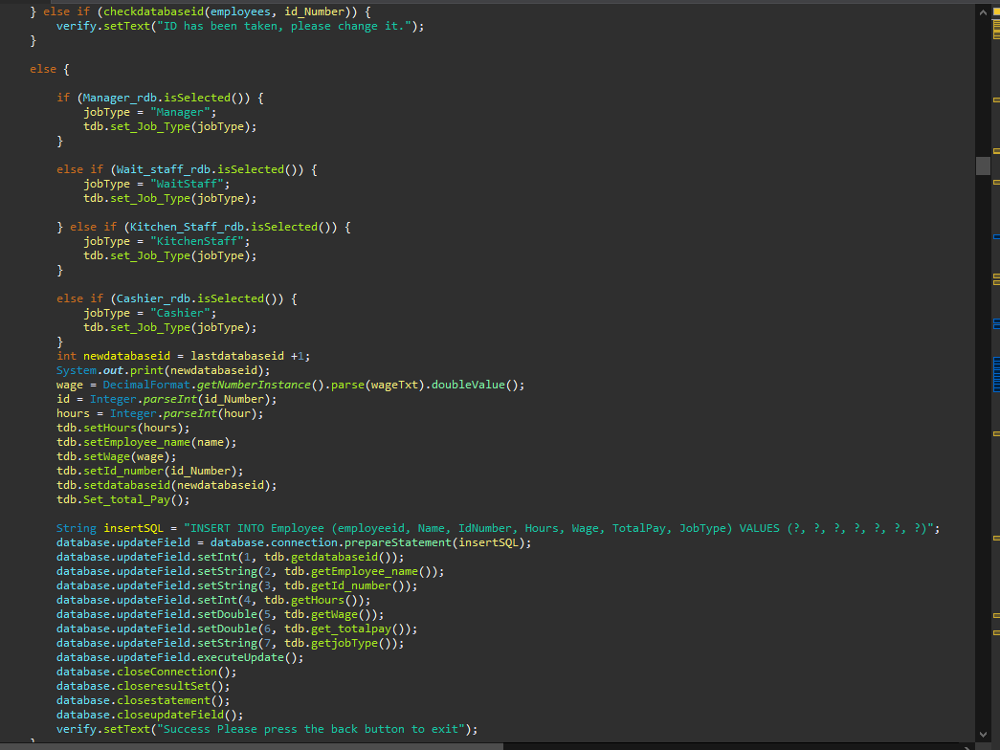 } else if (checkdatabaseid(employees, id_Number)) {
verify.setText("ID has been taken, please change it.");
}
else {
if (Manager_rdb.isSelected()) {
jobType = "Manager";
tdb.set_Job_Type(jobType);
}
else if (Wait_staff_rdb.isSelected()) {
jobType = "WaitStaff";
tdb.set_Job_Type(jobType);
} else if (Kitchen_Staff_rdb.isSelected()) {
jobType = "KitchenStaff";
tdb.set_Job_Type(jobType);
}
else if (Cashier_rdb.isSelected()) {
jobType = "Cashier";
tdb.set_Job_Type(jobType);
}
int newdatabaseid = lastdatabaseid +1;
System.out.print(newdatabaseid);
wage = DecimalFormat.getNumberInstance().parse(wageTxt).doubleValue();
id = Integer.parseInt(id_Number);
hours = Integer.parseInt(hour);
tdb.setHours(hours);
tdb.setEmployee_name(name);
tdb.setWage(wage);
tdb.setId_number(id_Number);
tdb.setdatabaseid(newdatabaseid);
tdb.Set_total_Pay();
String insertSQL = "INSERT INTO Employee (employeeid, Name, IdNumber, Hours, Wage, TotalPay, JobType) VALUES (?, ?, ?, ?, ?, ?, ?)";
database.updateField = database.connection.prepareStatement(insertSQL);
database.updateField.setInt(1, tdb.getdatabaseid());
database.updateField.setString(2, tdb.getEmployee_name());
database.updateField.setString(3, tdb.getId_number());
database.updateField.setInt(4, tdb.getHours());
database.updateField.setDouble(5, tdb.getWage());
database.updateField.setDouble(6, tdb.get_totalpay());
database.updateField.setString(7, tdb.getjobType());
database.updateField.executeUpdate();
database.closeConnection();
database.closeresultSet();
database.closestatement();
database.closeupdateField();
verify.setText("Success Please press the back button to exit");